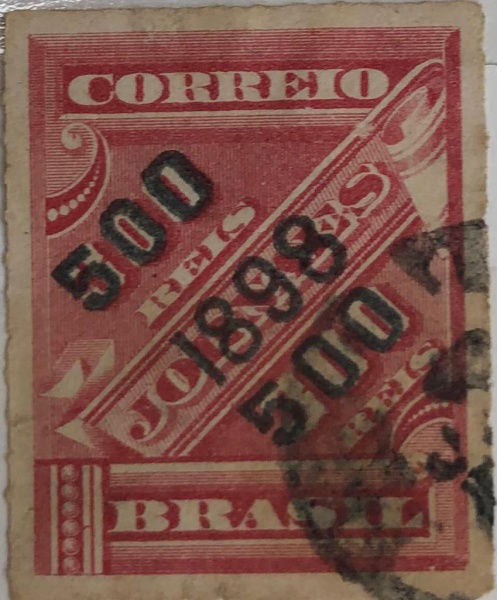 CORREIO
500
REIS
1898
JORNAES
500
REIS
BRASIL